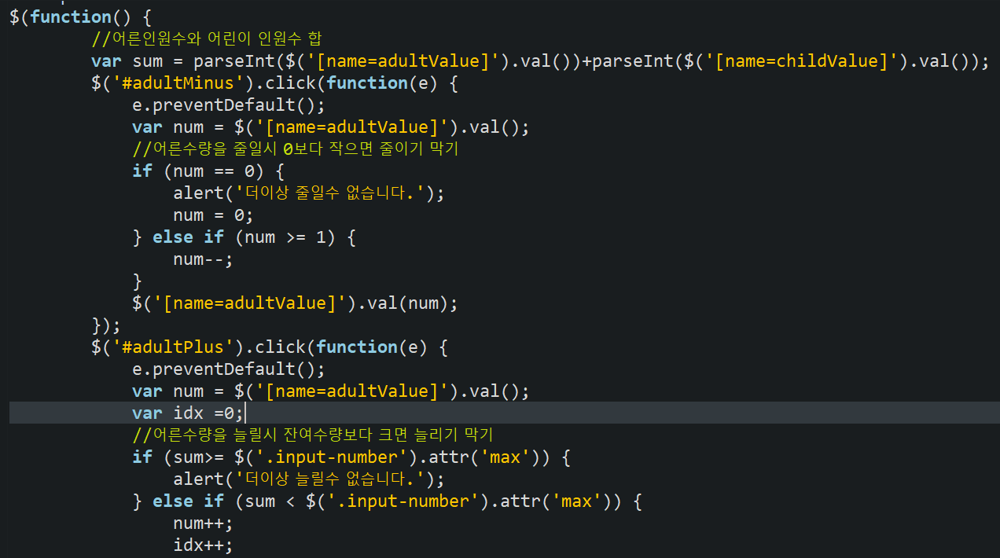 $(function() {
//어른인원수와 어린이 인원수 합
var sum = parseInt($('[name=adultValue]').val())+parseInt($('[name=childValue]').val());
$('#adultMinus').click(function(e) {
e.preventDefault();
var num = $('[name=adultValue]').val();
//어른수량을 줄일시 0보다 작으면 줄이기 막기
if (num == 0) {
alert('더이상 줄일수 없습니다.');
num = 0;
} else if (num >= 1) {
num--;
}
$('[name=adultValue]').val(num);
});
$('#adultPlus').click(function(e) {
e.preventDefault();
var num = $('[name=adultValue]').val();
var idx =0;
//어른수량을 늘릴시 잔여수량보다 크면 늘리기 막기
if (sum>= $('.input-number').attr('max')) {
alert('더이상 늘릴수 없습니다.');
} else if (sum < $('.input-number').attr('max')) {
num++;
idx++;